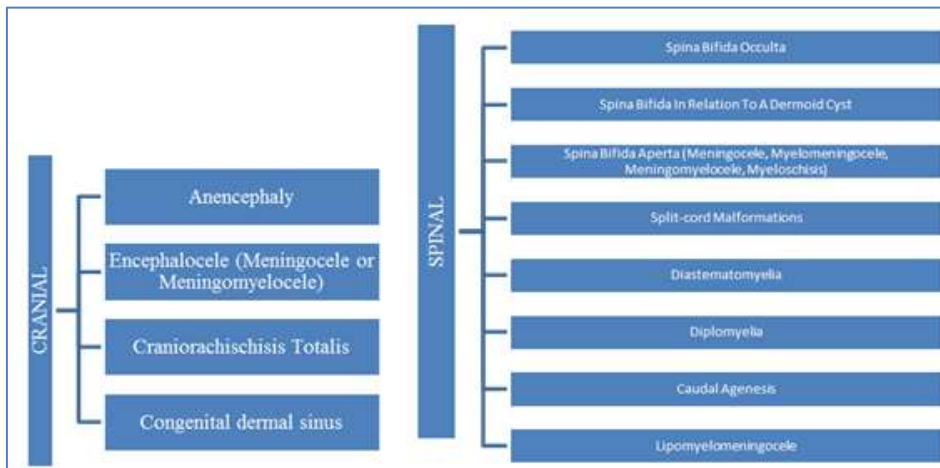 CRANIAL
Anencephaly
Encephalocele (Meningocele or
Meningomyelocele)
Craniorachischisis Totalis
Congenital dermal sinus
SPINAL
Spina Bifida Occulta
Spina Bifida In Relation To A Dermoid Cyst
Spina Bifida Aperta (Meningocele, Myelomeningocele,
Meningomyelocele, Myeloschisis)
Split-cord Malformations
Diastematomyelia
Diplomyelia
Caudal Agenesis
Lipomyelomeningocele